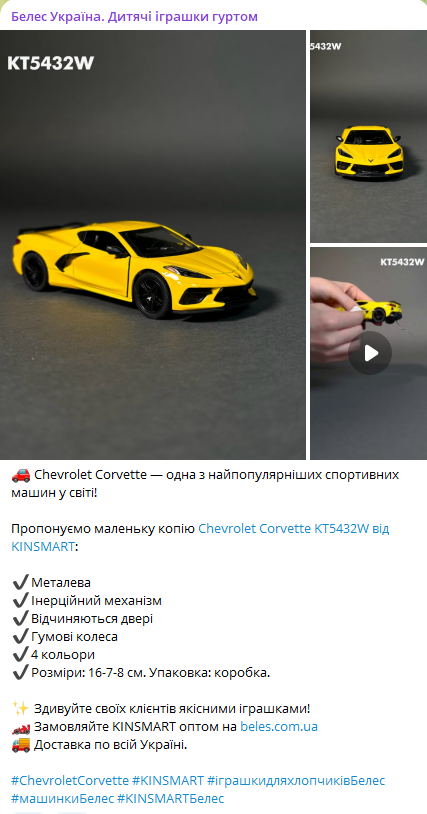 Белес Україна. Дитячі іграшки гуртом
KT5432W
5432W
KT5432W
🚗 Chevrolet Corvette — одна з найпопулярніших спортивних
машин у світі!
Пропонуємо маленьку копію Chevrolet Corvette KT5432W від
KINSMART:
✔️Металева
✔️Інерційний механізм
✔️Відчиняються двері
✔️Гумові колеса
✔️4 кольори
✔️Розміри: 16-7-8 см. Упаковка: коробка.
✨ Здивуйте своїх клієнтів якісними іграшками!
🏎️ Замовляйте KINSMART оптом на beles.com.ua
🚚 Доставка по всій Україні.
#ChevroletCorvette #KINSMART #іграшкидляхлопчиківБелес
#машинкиБелес #KINSMARTБелес